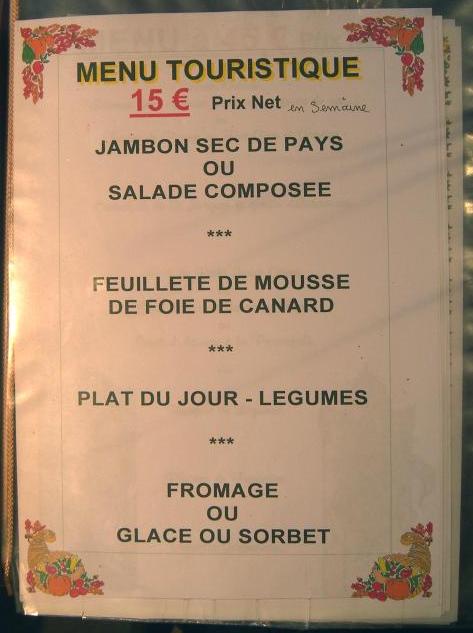 MENU TOURISTIQUE
15 € Prix Net en Semaine
JAMBON SEC DE PAYS
OU
SALADE COMPOSEE
***
FEUILLETE DE MOUSSE
DE FOIE DE CANARD
***
PLAT DU JOUR - LEGUMES
***
FROMAGE
OU
GLACE OU SORBET